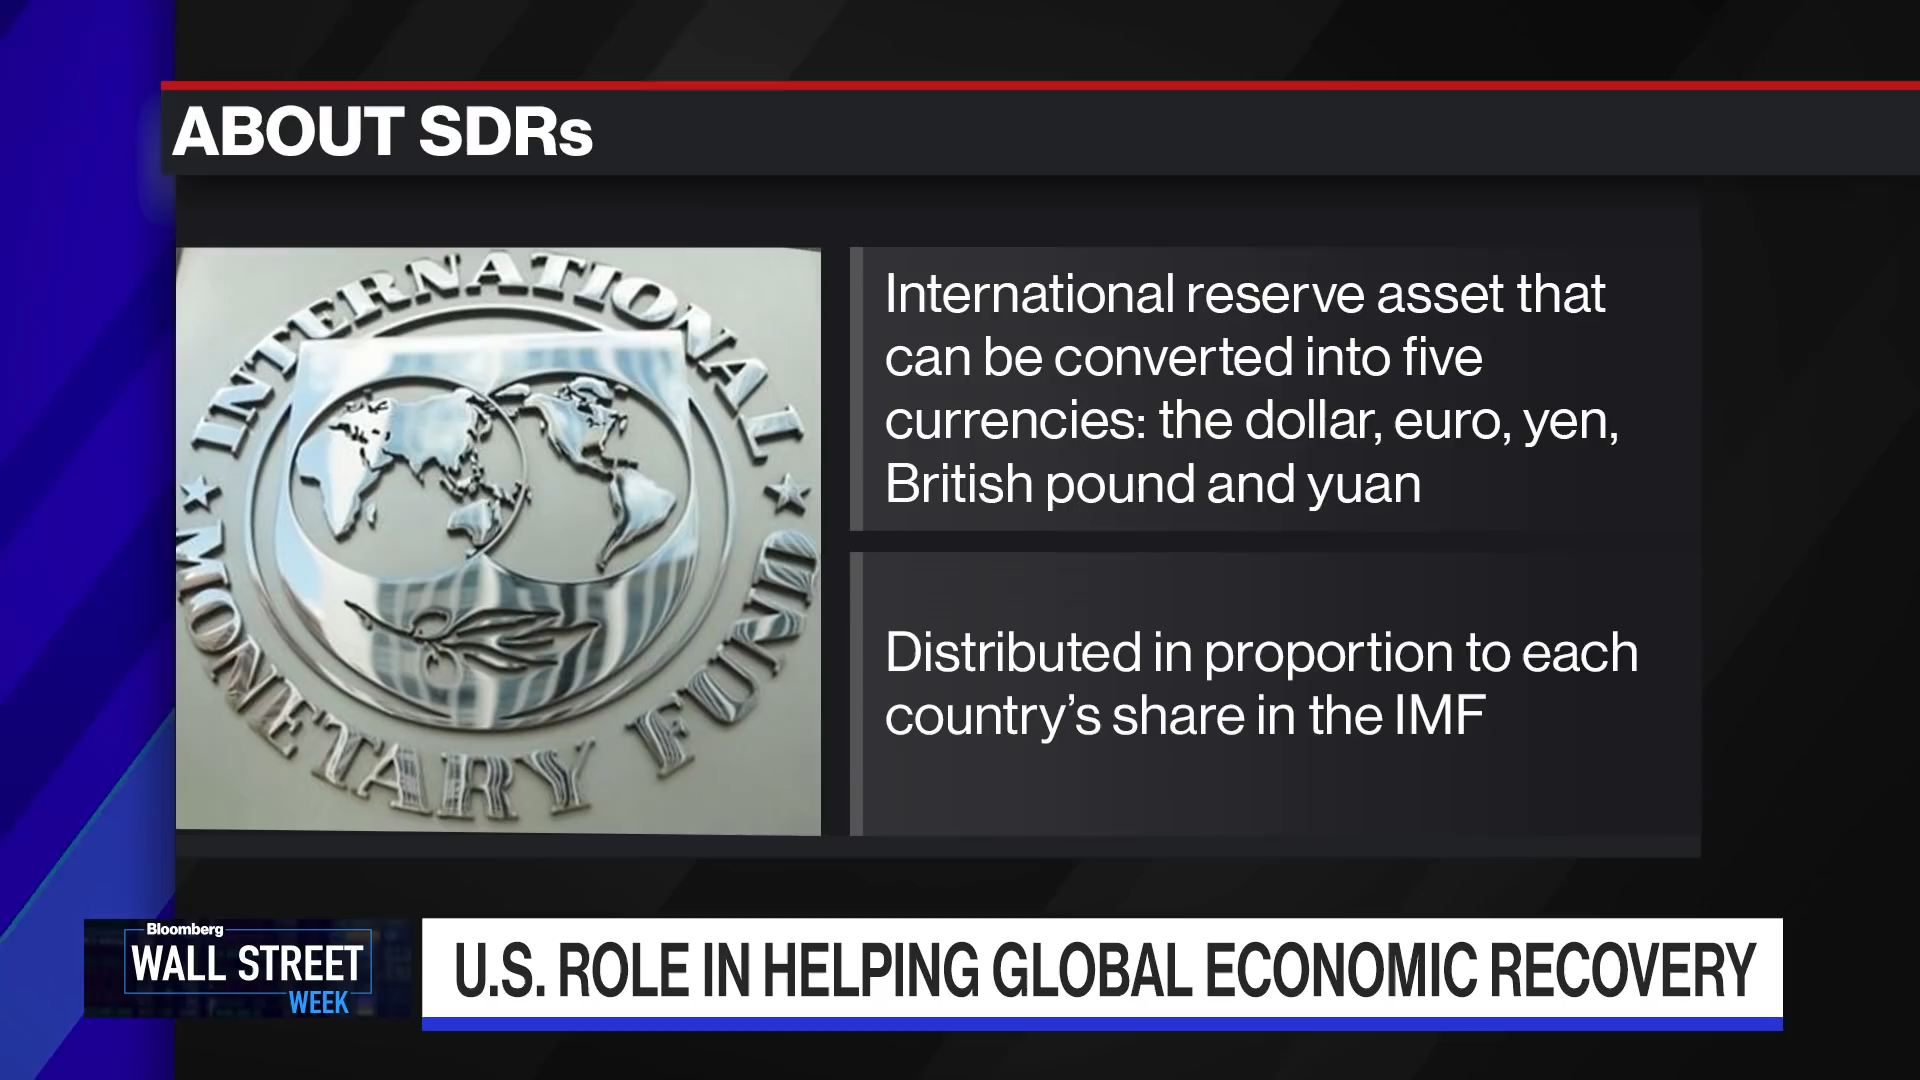 ABOUT SDRs
INTERNATIONAL
MONETARY FUND
International reserve asset that
can be converted into five
currencies: the dollar, euro, yen,
British pound and yuan
Distributed in proportion to each
country’s share in the IMF
Bloomberg
WALL STREET
WEEK
U.S. ROLE IN HELPING GLOBAL ECONOMIC RECOVERY